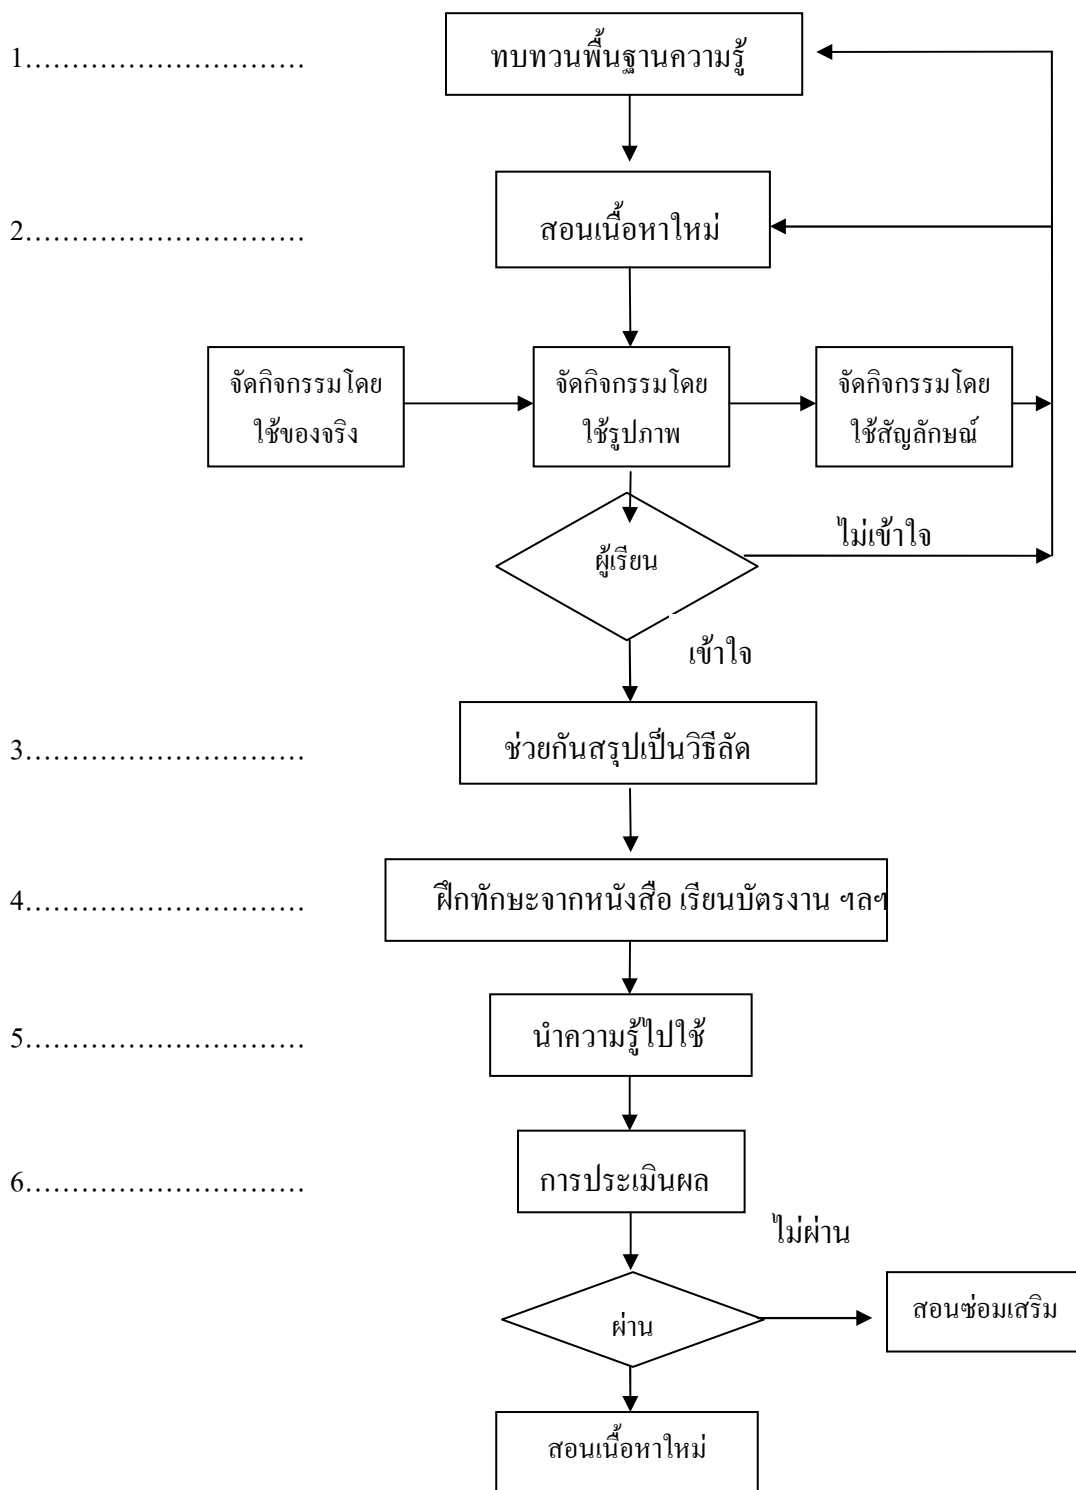 1………………………… ทบทวนพื้นฐานความรู้
2………………………… สอนเนื้อหาใหม่
จัดกิจกรรมโดย
ใช้ของจริง
จัดกิจกรรมโดย
ใช้รูปภาพ
จัดกิจกรรมโดย
ใช้สัญลักษณ์
ไม่เข้าใจ
ผู้เรียน
เข้าใจ
3………………………… ช่วยกันสรุปเป็นวิธีลัด
4………………………… ฝึกทักษะจากหนังสือ เรียนบัตรงาน ฯลฯ
5………………………… นำความรู้ไปใช้
6………………………… การประเมินผล
ไม่ผ่าน
ผ่าน
สอนซ่อมเสริม
สอนเนื้อหาใหม่